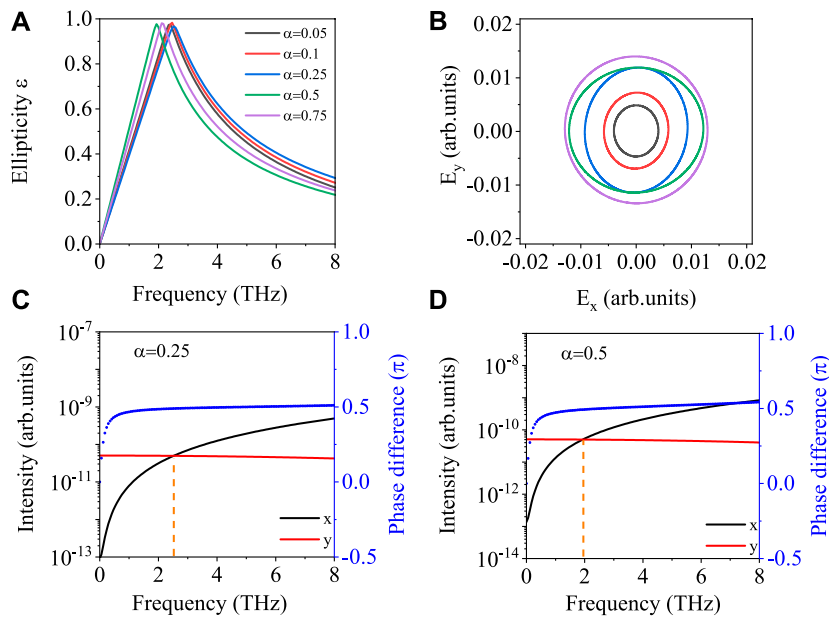 A
Ellipticity ε
1.0
0.8
0.6
0.4
0.2
0.0
α=0.05
α=0.1
α=0.25
α=0.5
α=0.75
0 2 4 6 8
Frequency (THz)
B
E_y (arb.units)
0.02
0.01
0.00
-0.01
-0.02
-0.02 -0.01 0.00 0.01 0.02
E_x (arb.units)
C
Intensity (arb.units)
10^-7
10^-9
10^-11
10^-13
α=0.25
x
y
1.0
0.5
0.0
-0.5
Phase difference (π)
0 2 4 6 8
Frequency (THz)
D
Intensity (arb.units)
10^-8
10^-10
10^-12
10^-14
α=0.5
x
y
1.0
0.5
0.0
-0.5
Phase difference (π)
0 2 4 6 8
Frequency (THz)